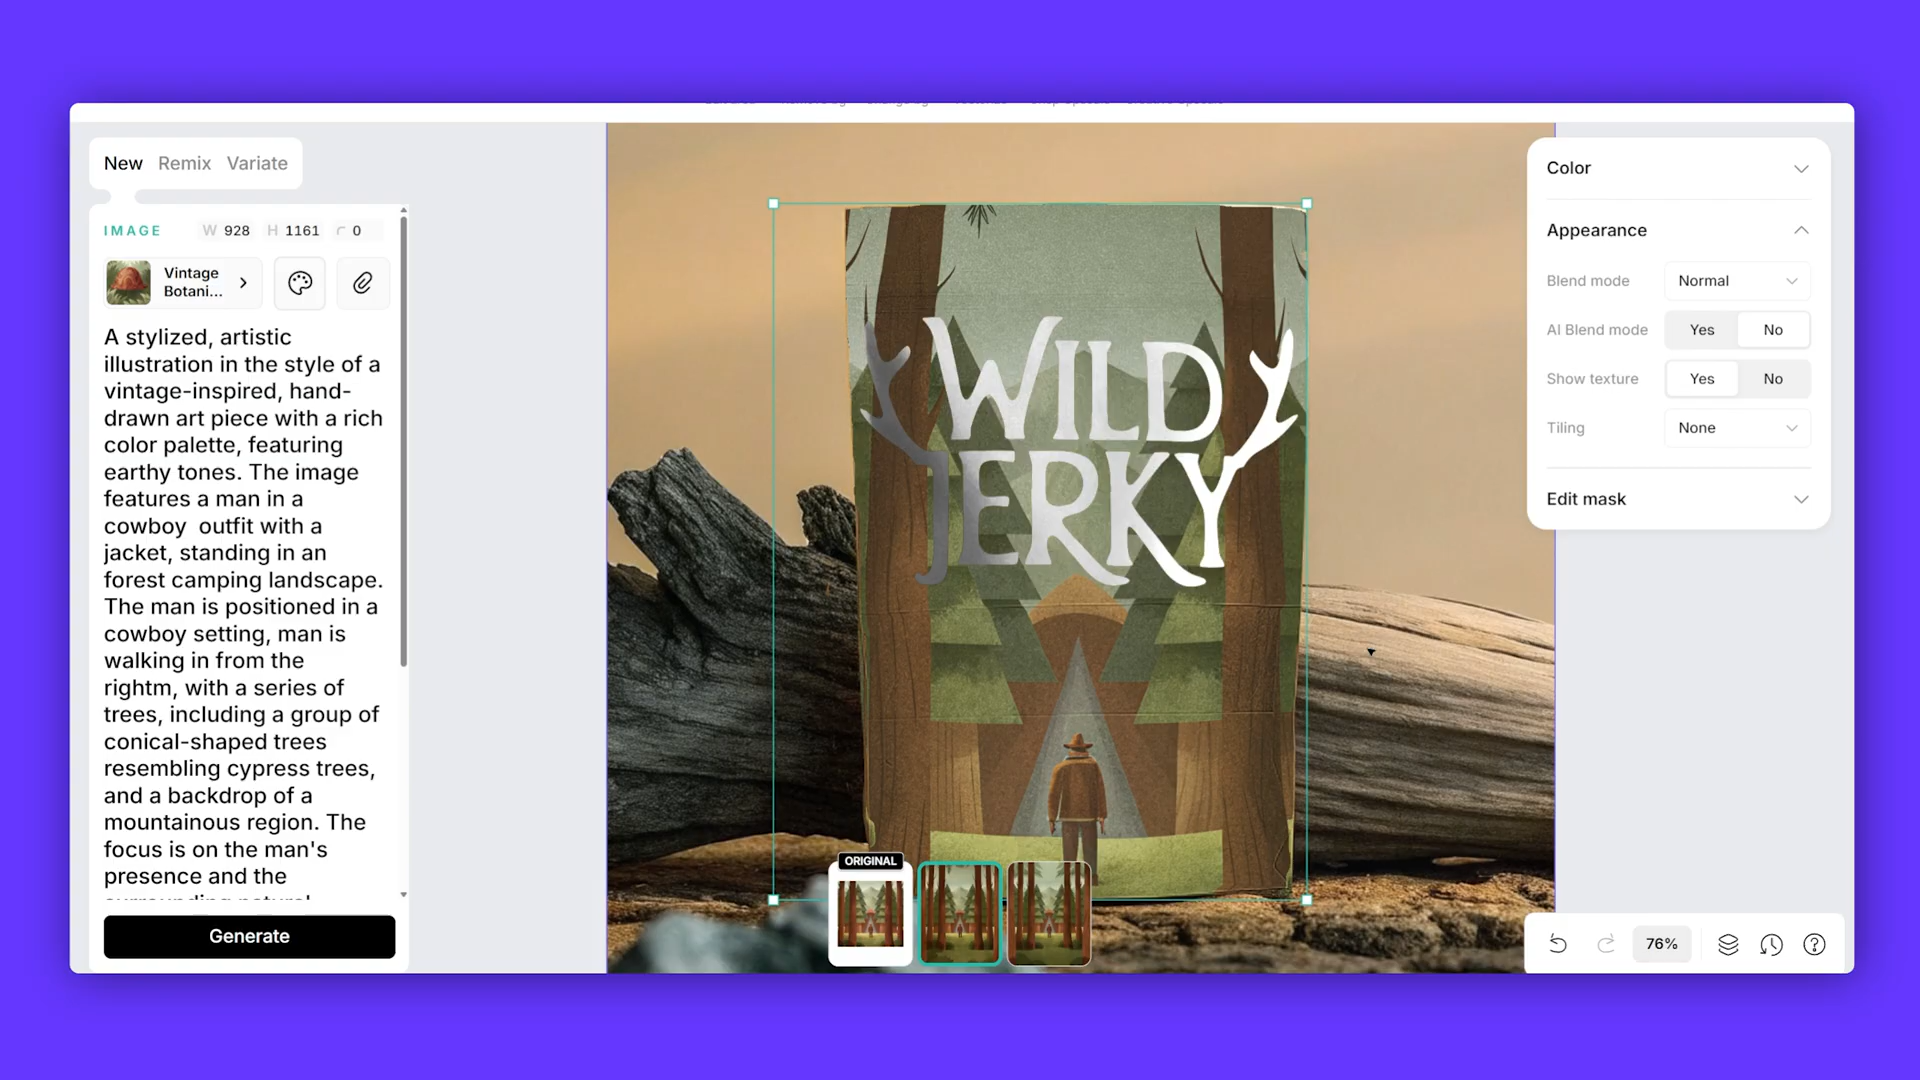 New Remix Variate
IMAGE W 928 H 1161 0
Vintage
Botani...
A stylized, artistic
illustration in the style of a
vintage-inspired, hand-
drawn art piece with a rich
color palette, featuring
earthy tones. The image
features a man in a
cowboy  outfit with a
jacket, standing in an
forest camping landscape.
The man is positioned in a
cowboy setting, man is
walking in from the
rightm, with a series of
trees, including a group of
conical-shaped trees
resembling cypress trees,
and a backdrop of a
mountainous region. The
focus is on the man's
presence and the
Generate
WILD
JERKY
ORIGINAL
Color
Appearance
Blend mode Normal
AI Blend mode Yes No
Show texture Yes No
Tiling None
Edit mask
76%